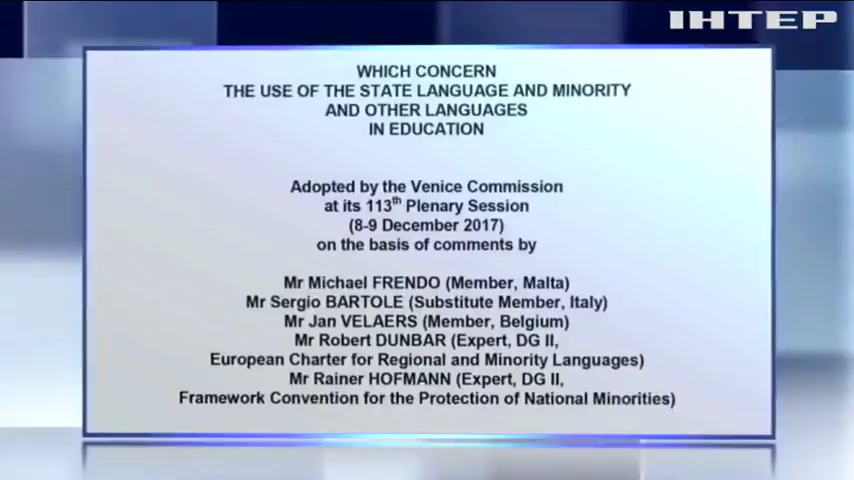 ІНТЕР
WHICH CONCERN
THE USE OF THE STATE LANGUAGE AND MINORITY
AND OTHER LANGUAGES
IN EDUCATION
Adopted by the Venice Commission
at its 113th Plenary Session
(8-9 December 2017)
on the basis of comments by
Mr Michael FRENDO (Member, Malta)
Mr Sergio BARTOLE (Substitute Member, Italy)
Mr Jan VELAERS (Member, Belgium)
Mr Robert DUNBAR (Expert, DG II,
European Charter for Regional and Minority Languages)
Mr Rainer HOFMANN (Expert, DG II,
Framework Convention for the Protection of National Minorities)